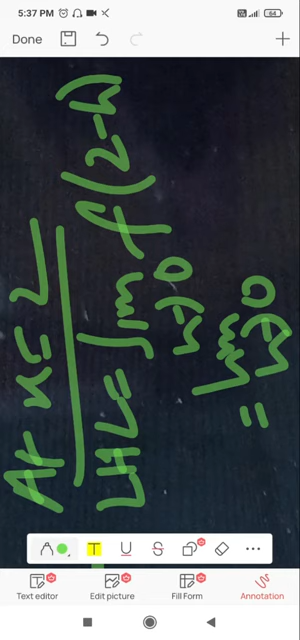 5:37 PM
64
Done
At x = 2
LHL = lim f(2-h)
h→0
= lim
h→0
T U S
Text editor Edit picture Fill Form Annotation